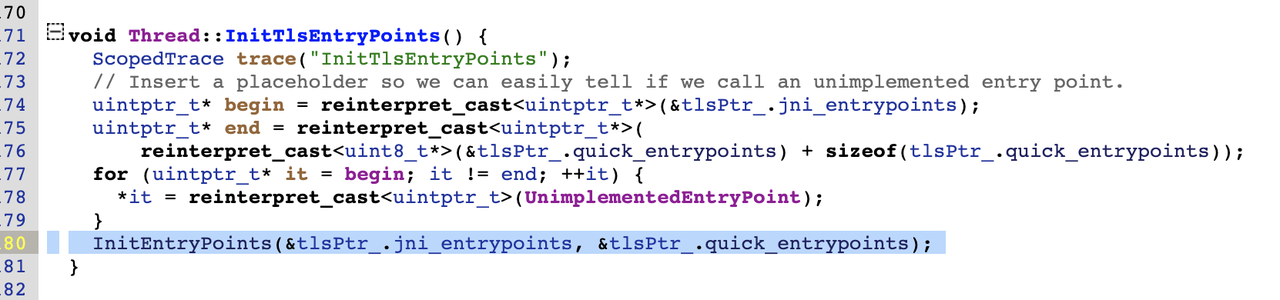 70
71 void Thread::InitTlsEntryPoints() {
72 ScopedTrace trace("InitTlsEntryPoints");
73 // Insert a placeholder so we can easily tell if we call an unimplemented entry point.
74 uintptr_t* begin = reinterpret_cast<uintptr_t*>(&tlsPtr_.jni_entrypoints);
75 uintptr_t* end = reinterpret_cast<uintptr_t*>(
76 reinterpret_cast<uint8_t*>(&tlsPtr_.quick_entrypoints) + sizeof(tlsPtr_.quick_entrypoints));
77 for (uintptr_t* it = begin; it != end; ++it) {
78 *it = reinterpret_cast<uintptr_t>(UnimplementedEntryPoint);
79 }
80 InitEntryPoints(&tlsPtr_.jni_entrypoints, &tlsPtr_.quick_entrypoints);
81 }
82